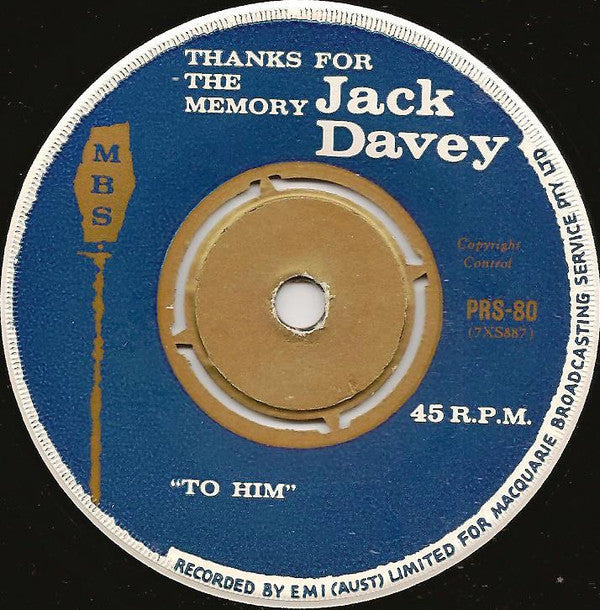 THANKS FOR
THE
MEMORY Jack
Davey
M
B
S
Copyright
Control
PRS-80
(7XS887)
45 R.P.M.
"TO HIM"
RECORDED BY EMI (AUST) LIMITED FOR MACQUARIE BROADCASTING SERVICE PTY LTD